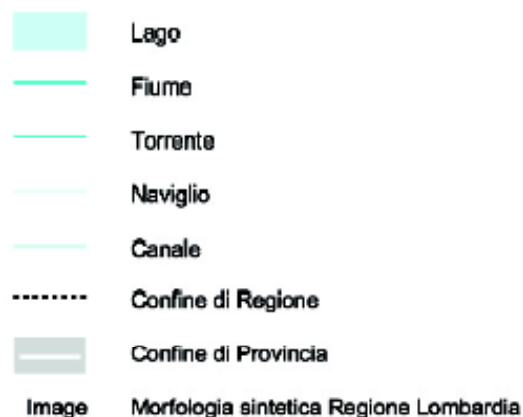 Lago
Fiume
Torrente
Naviglio
Canale
Confine di Regione
Confine di Provincia
Image Morfologia sintetica Regione Lombardia